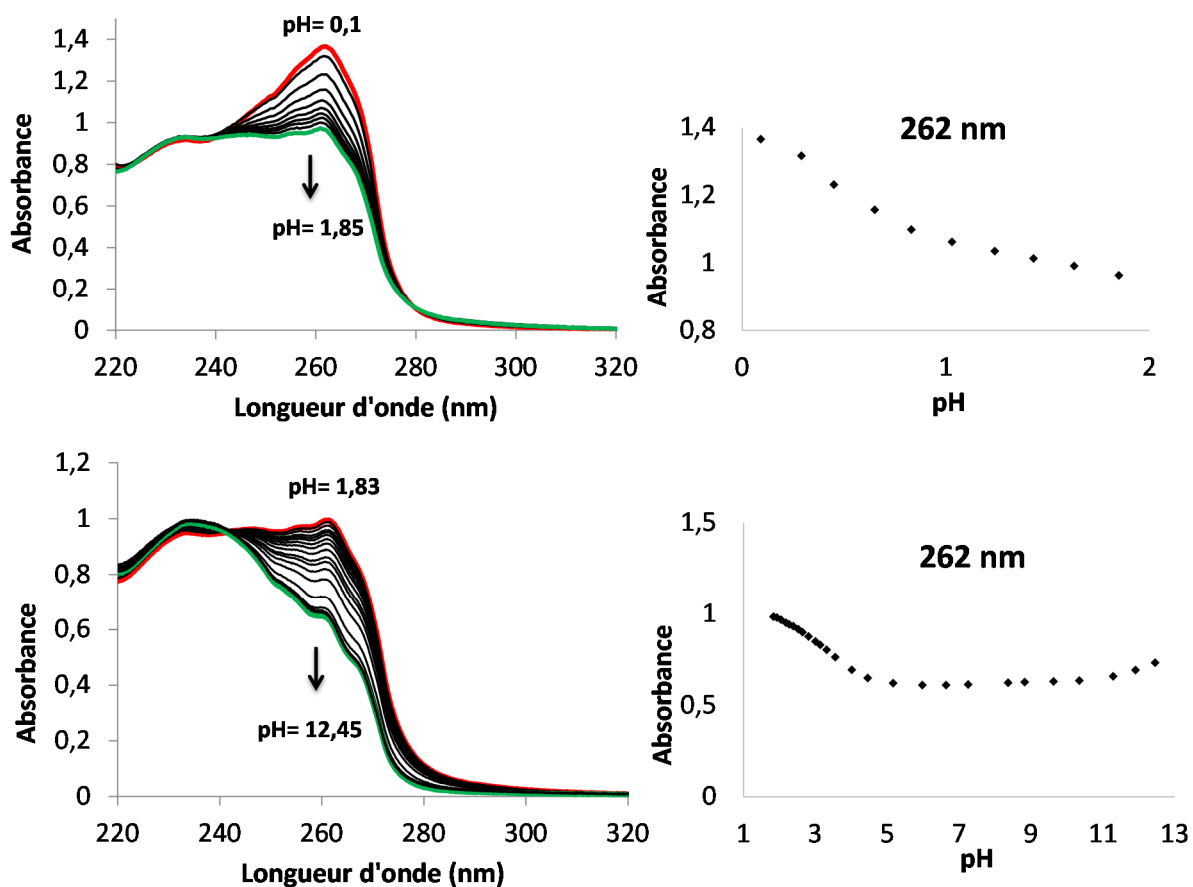 pH= 0,1
1,4
1,2
1
0,8
0,6
0,4
0,2
0
Absorbance
pH= 1,85
220 240 260 280 300 320
Longueur d'onde (nm)
262 nm
1,4
1,2
1
0,8
Absorbance
0 1 2
pH
pH= 1,83
1,2
1
0,8
0,6
0,4
0,2
0
Absorbance
pH= 12,45
220 240 260 280 300 320
Longueur d'onde (nm)
262 nm
1,5
1
0,5
0
Absorbance
1 3 5 7 9 11 13
pH